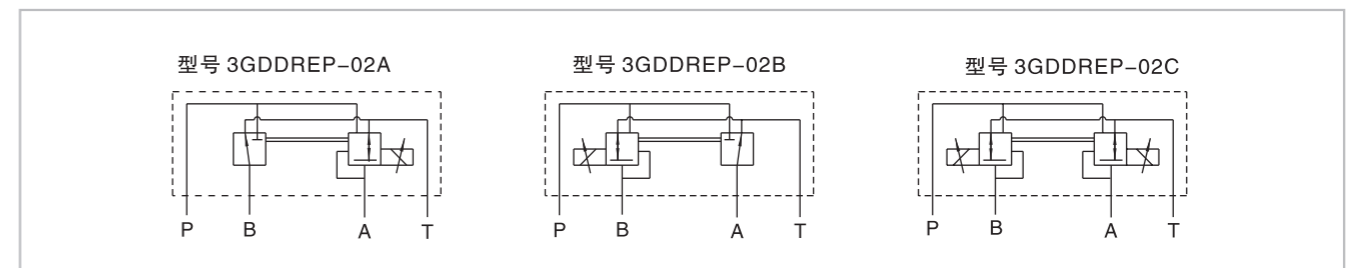 型号 3GDDREP–02A
型号 3GDDREP–02B
型号 3GDDREP–02C
P B A T
P B A T
P B A T